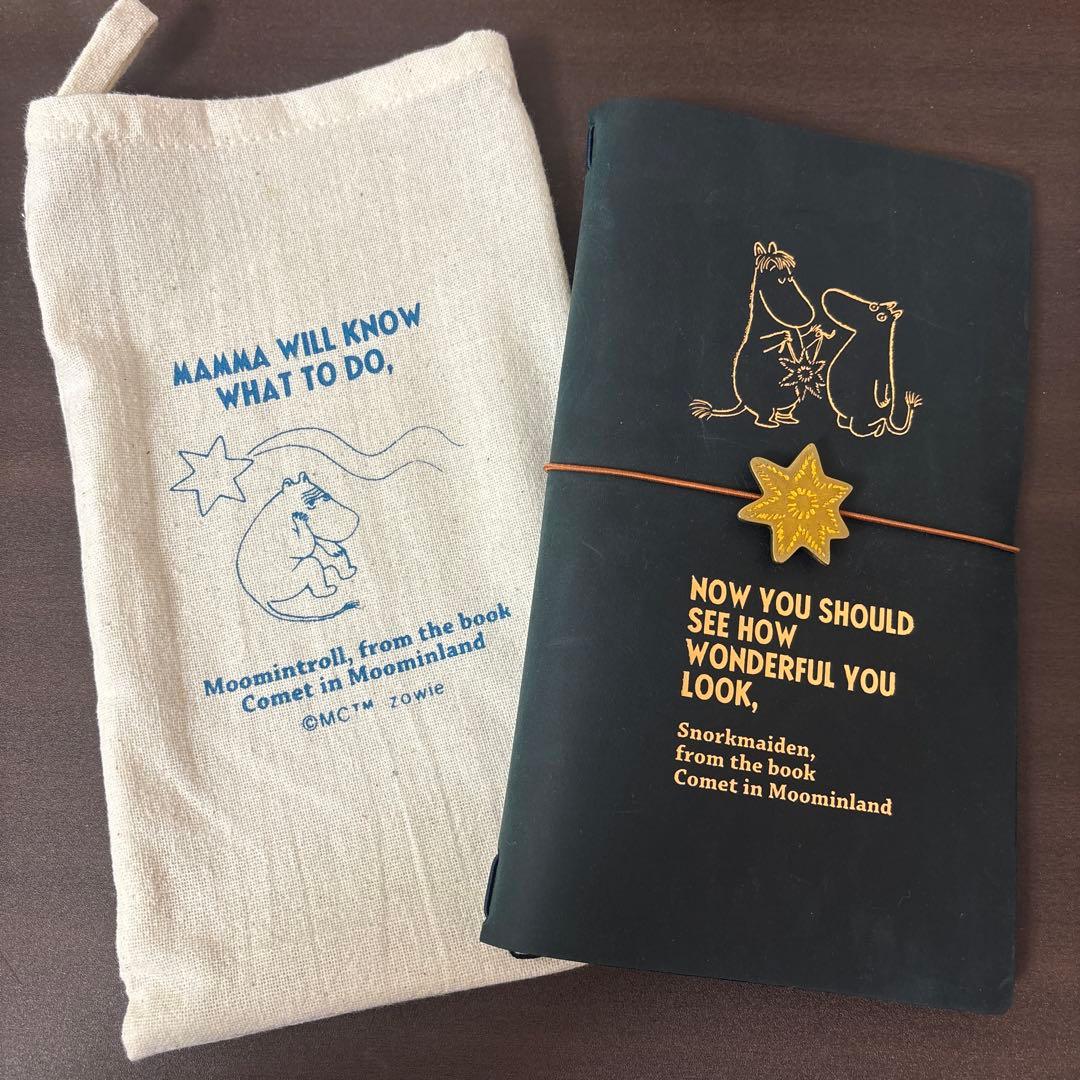 MAMMA WILL KNOW
WHAT TO DO,
Moomintroll, from the book
Comet in Moominland
©MC™ zowie
NOW YOU SHOULD
SEE HOW
WONDERFUL YOU
LOOK,
Snorkmaiden,
from the book
Comet in Moominland